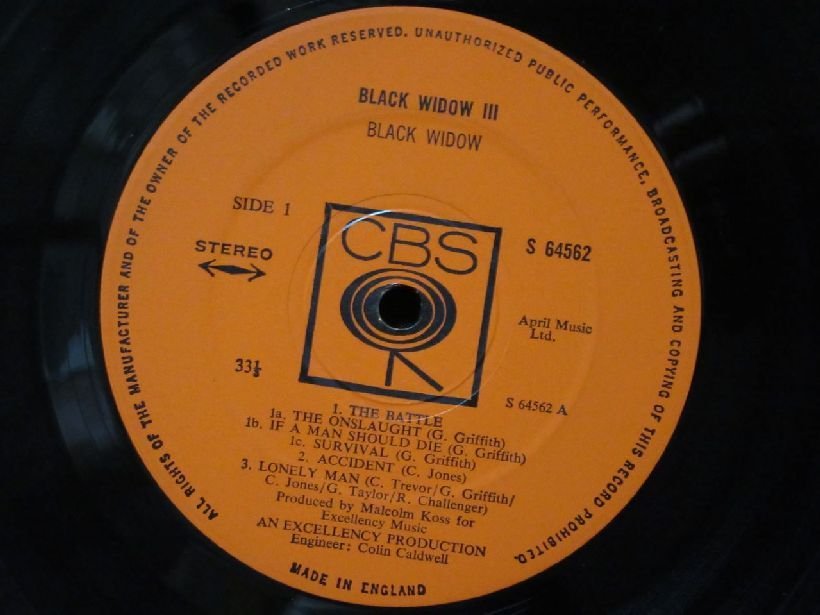 ALL RIGHTS OF THE MANUFACTURER AND OF THE OWNER OF THE RECORDED WORK RESERVED. UNAUTHORIZED PUBLIC PERFORMANCE, BROADCASTING AND COPYING OF THIS RECORD PROHIBITED.
BLACK WIDOW III
BLACK WIDOW
SIDE 1
CBS
STEREO
S 64562
April Music
Ltd.
33⅓
S 64562 A
1. THE BATTLE
1a. THE ONSLAUGHT (G. Griffith)
1b. IF A MAN SHOULD DIE (G. Griffith)
1c. SURVIVAL (G. Griffith)
2. ACCIDENT (C. Jones)
3. LONELY MAN (C. Trevor/G. Griffith/
C. Jones/G. Taylor/R. Challenger)
Produced by Malcolm Koss for
Excellency Music
AN EXCELLENCY PRODUCTION
Engineer: Colin Caldwell
MADE IN ENGLAND